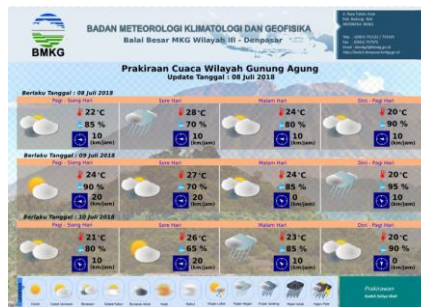 BADAN METEOROLOGI KLIMATOLOGI DAN GEOFISIKA
Balai Besar MKG Wilayah III - Denpasar
BMKG
Prakiraan Cuaca Wilayah Gunung Agung
Update Tanggal : 08 Juli 2018
Berlaku Tanggal : 08 Juli 2018
Pagi - Siang Hari Sore Hari Malam Hari Dini - Pagi Hari
22°C 28°C 24°C 20°C
85 % 70 % 80 % 90 %
10 (km/jam) 10 (km/jam) 10 (km/jam) 10 (km/jam)
Berlaku Tanggal : 09 Juli 2018
Pagi - Siang Hari Sore Hari Malam Hari Dini - Pagi Hari
24°C 27°C 24°C 20°C
90 % 70 % 85 % 95 %
20 (km/jam) 20 (km/jam) 0 (km/jam) 10 (km/jam)
Berlaku Tanggal : 10 Juli 2018
Pagi - Siang Hari Sore Hari Malam Hari Dini - Pagi Hari
21°C 26°C 23°C 20°C
80 % 65 % 85 % 90 %
10 (km/jam) 20 (km/jam) 10 (km/jam) 0 (km/jam)
Prakirawan